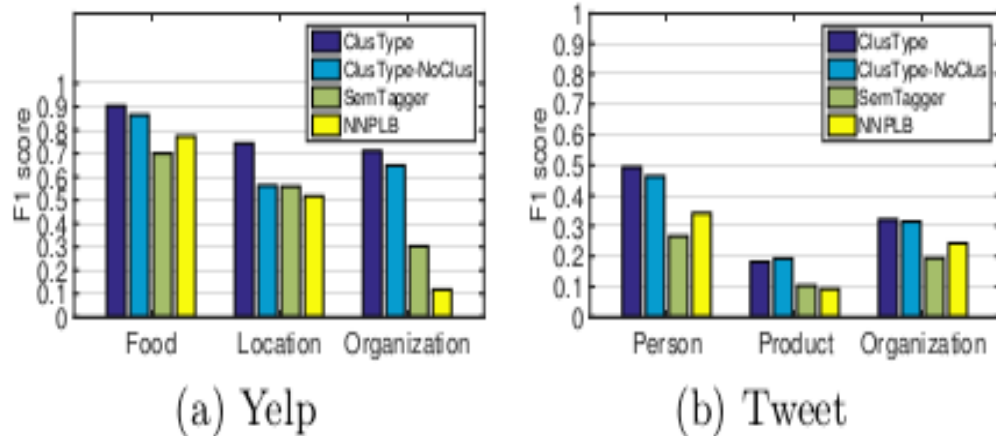 ClusType
ClusType-NoClus
SemTagger
NNPLB
F1 score
1
0.9
0.8
0.7
0.6
0.5
0.4
0.3
0.2
0.1
0
Food Location Organization
(a) Yelp
ClusType
ClusType-NoClus
SemTagger
NNPLB
F1 score
1
0.9
0.8
0.7
0.6
0.5
0.4
0.3
0.2
0.1
0
Person Product Organization
(b) Tweet